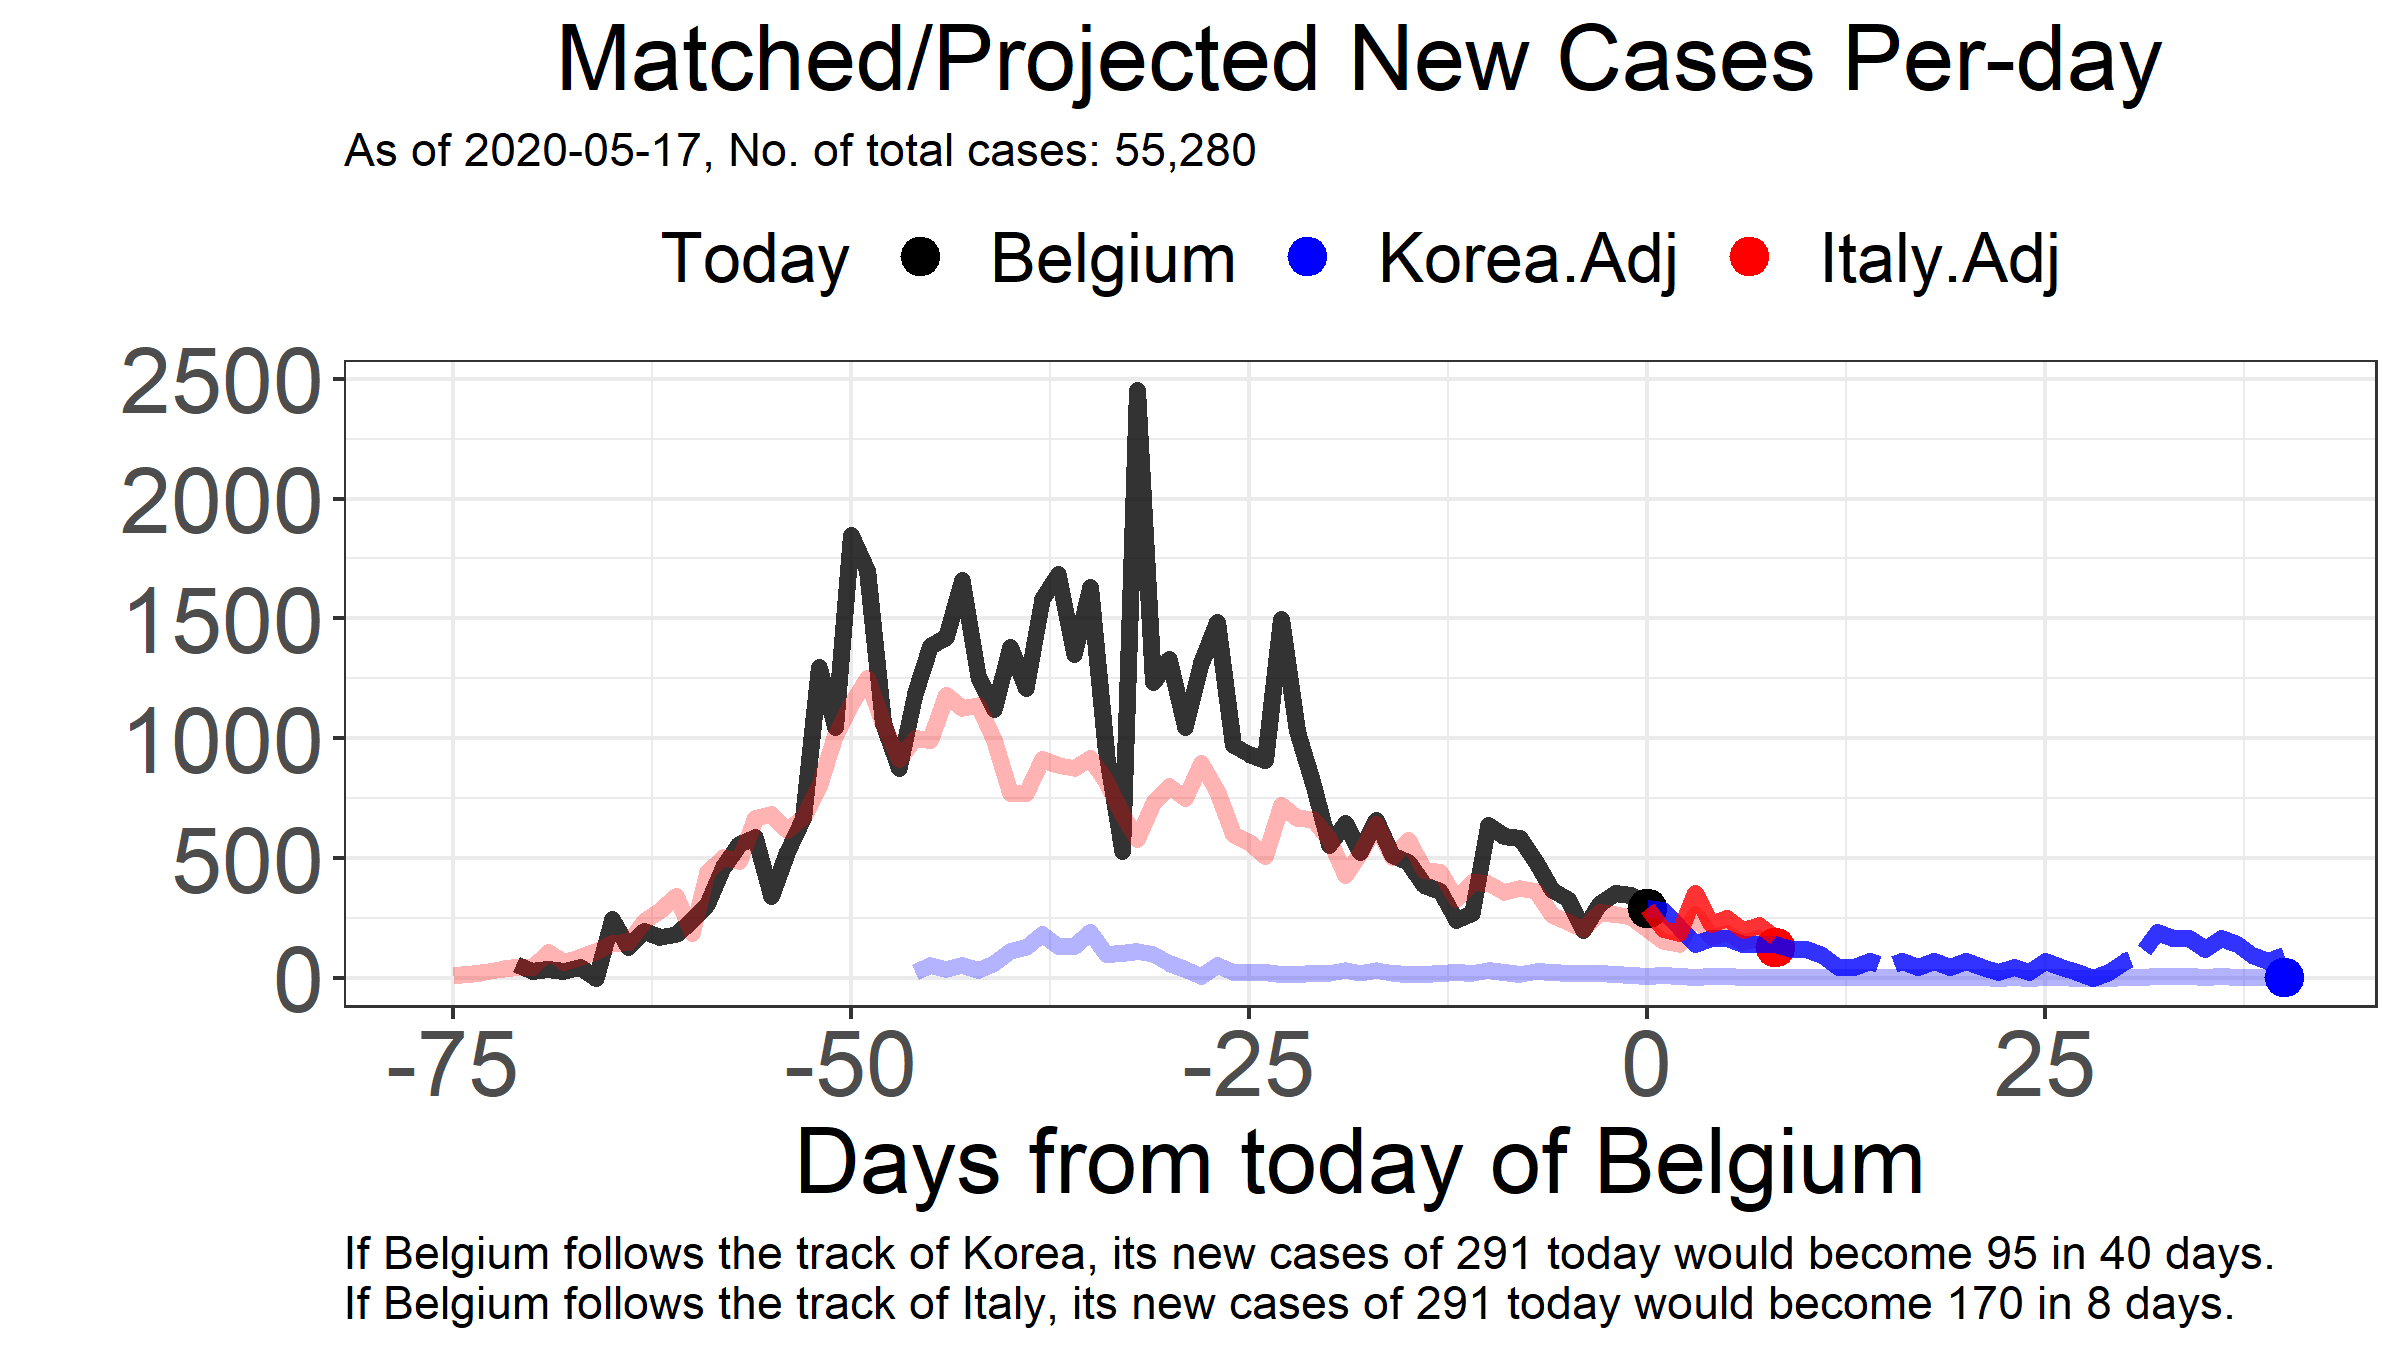 Matched/Projected New Cases Per-day
As of 2020-05-17, No. of total cases: 55,280
Today Belgium Korea.Adj Italy.Adj
2500
2000
1500
1000
500
0
-75 -50 -25 0 25
Days from today of Belgium
If Belgium follows the track of Korea, its new cases of 291 today would become 95 in 40 days.
If Belgium follows the track of Italy, its new cases of 291 today would become 170 in 8 days.